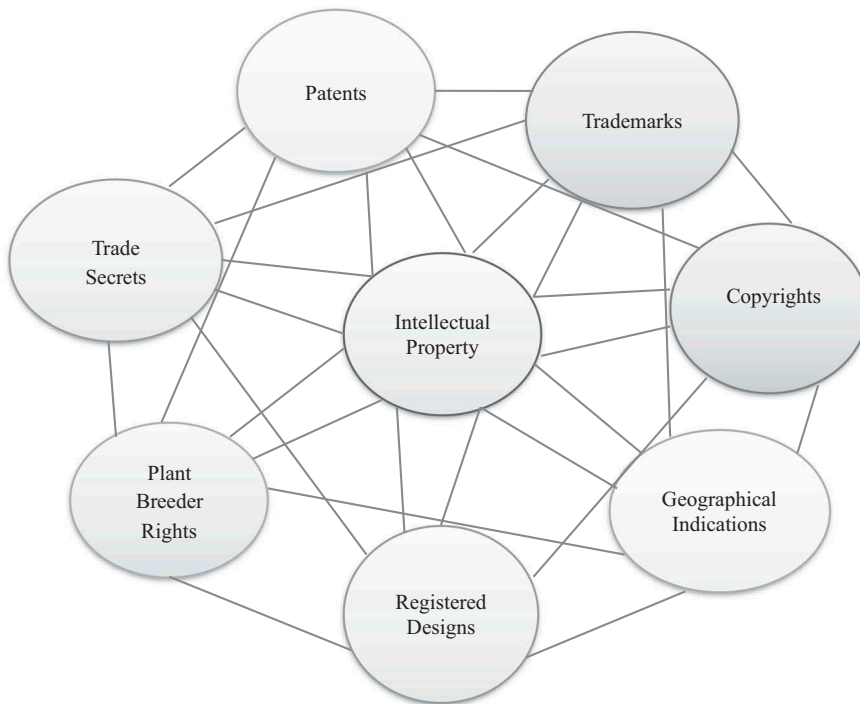 Patents
Trademarks
Trade
Secrets
Copyrights
Intellectual
Property
Plant
Breeder
Rights
Geographical
Indications
Registered
Designs